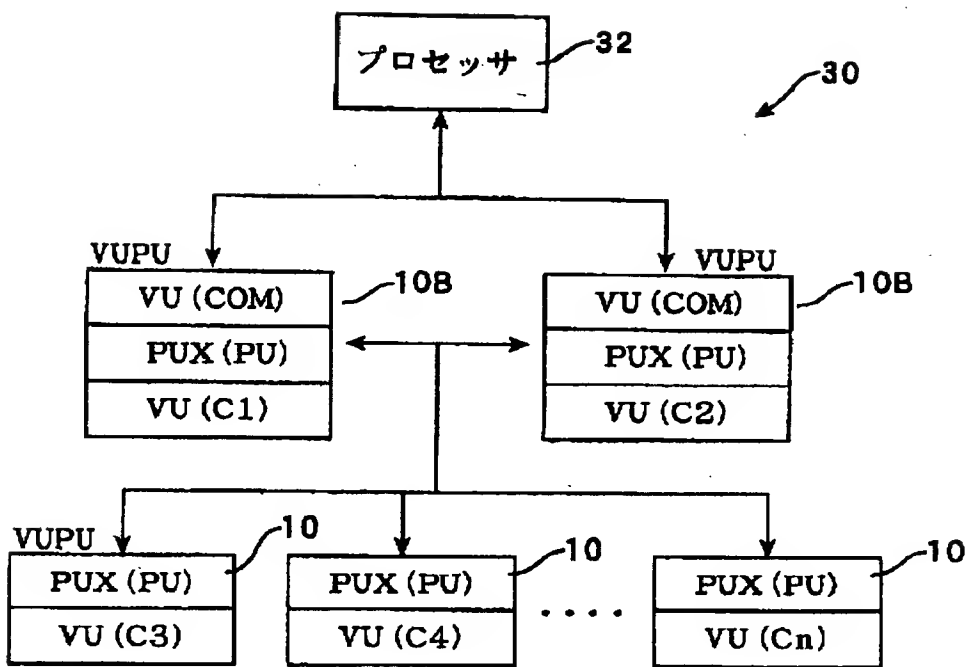 プロセッサ
32
30
VUPU
VU (COM)
10B
PUX (PU)
VU (C1)
VUPU
VU (COM)
10B
PUX (PU)
VU (C2)
VUPU
10
PUX (PU)
VU (C3)
10
PUX (PU)
VU (C4)
....
10
PUX (PU)
VU (Cn)